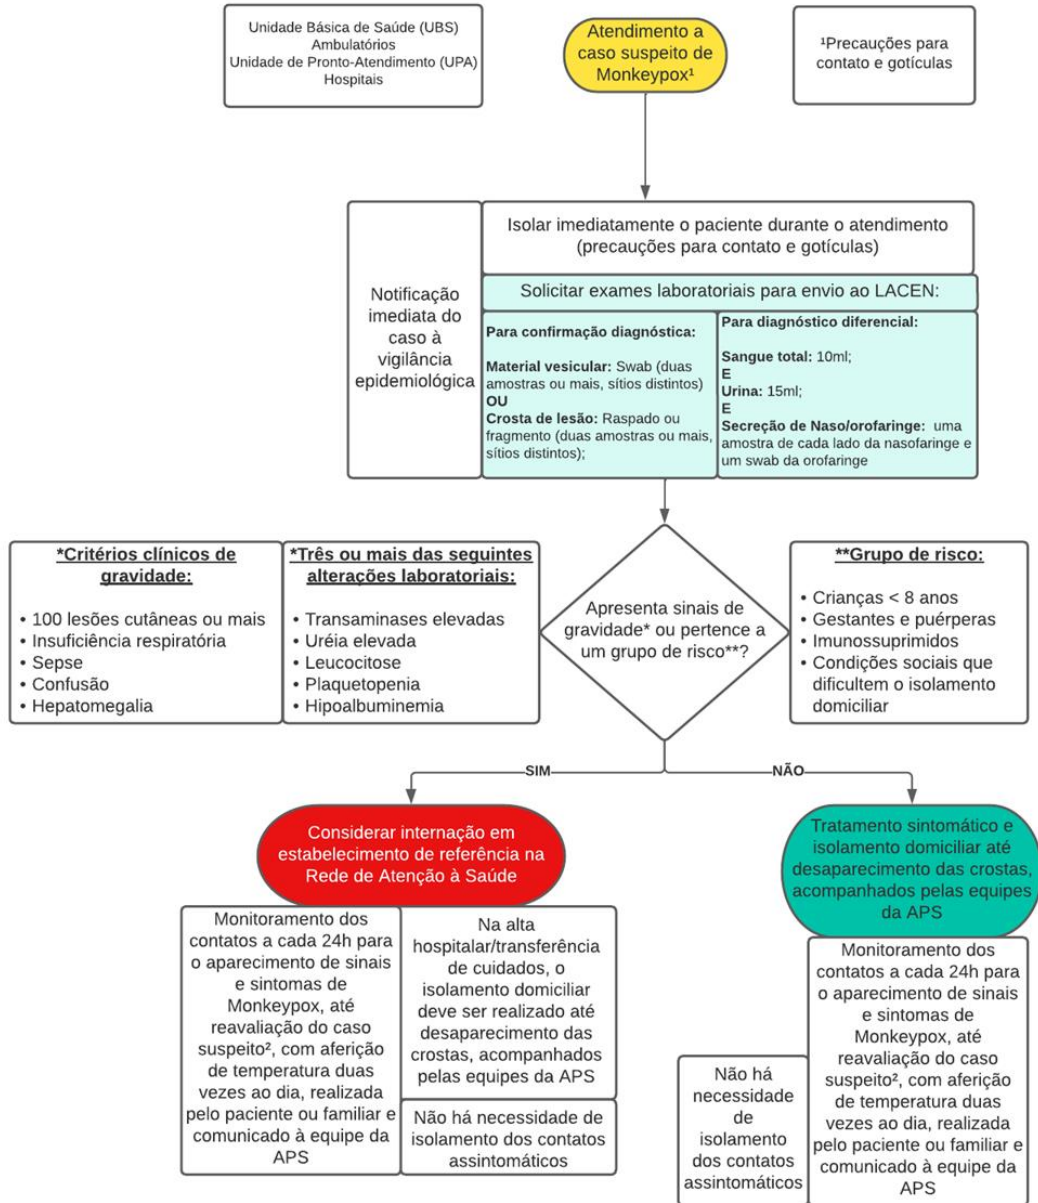 Unidade Básica de Saúde (UBS)
Ambulatórios
Unidade de Pronto-Atendimento (UPA)
Hospitais
Atendimento a
caso suspeito de
Monkeypox¹
¹Precauções para
contato e gotículas
Notificação
imediata do
caso à
vigilância
epidemiológica
Isolar imediatamente o paciente durante o atendimento
(precauções para contato e gotículas)
Solicitar exames laboratoriais para envio ao LACEN:
Para confirmação diagnóstica:
Material vesicular: Swab (duas
amostras ou mais, sítios distintos)
OU
Crosta de lesão: Raspado ou
fragmento (duas amostras ou mais,
sítios distintos);
Para diagnóstico diferencial:
Sangue total: 10ml;
E
Urina: 15ml;
E
Secreção de Naso/orofaringe: uma
amostra de cada lado da nasofaringe e
um swab da orofaringe
*Critérios clínicos de
gravidade:
• 100 lesões cutâneas ou mais
• Insuficiência respiratória
• Sepse
• Confusão
• Hepatomegalia
*Três ou mais das seguintes
alterações laboratoriais:
• Transaminases elevadas
• Uréia elevada
• Leucocitose
• Plaquetopenia
• Hipoalbuminemia
Apresenta sinais de
gravidade* ou pertence a
um grupo de risco**?
**Grupo de risco:
• Crianças < 8 anos
• Gestantes e puérperas
• Imunossuprimidos
• Condições sociais que
dificultem o isolamento
domiciliar
SIM
NÃO
Considerar internação em
estabelecimento de referência na
Rede de Atenção à Saúde
Monitoramento dos
contatos a cada 24h para
o aparecimento de sinais
e sintomas de
Monkeypox, até
reavaliação do caso
suspeito², com aferição
de temperatura duas
vezes ao dia, realizada
pelo paciente ou familiar e
comunicado à equipe da
APS
Na alta
hospitalar/transferência
de cuidados, o
isolamento domiciliar
deve ser realizado até
desaparecimento das
crostas, acompanhados
pelas equipes da APS
Não há necessidade de
isolamento dos contatos
assintomáticos
Tratamento sintomático e
isolamento domiciliar até
desaparecimento das crostas,
acompanhados pelas equipes
da APS
Não há
necessidade
de
isolamento
dos contatos
assintomáticos
Monitoramento dos
contatos a cada 24h para
o aparecimento de sinais
e sintomas de
Monkeypox, até
reavaliação do caso
suspeito², com aferição
de temperatura duas
vezes ao dia, realizada
pelo paciente ou familiar e
comunicado à equipe da
APS